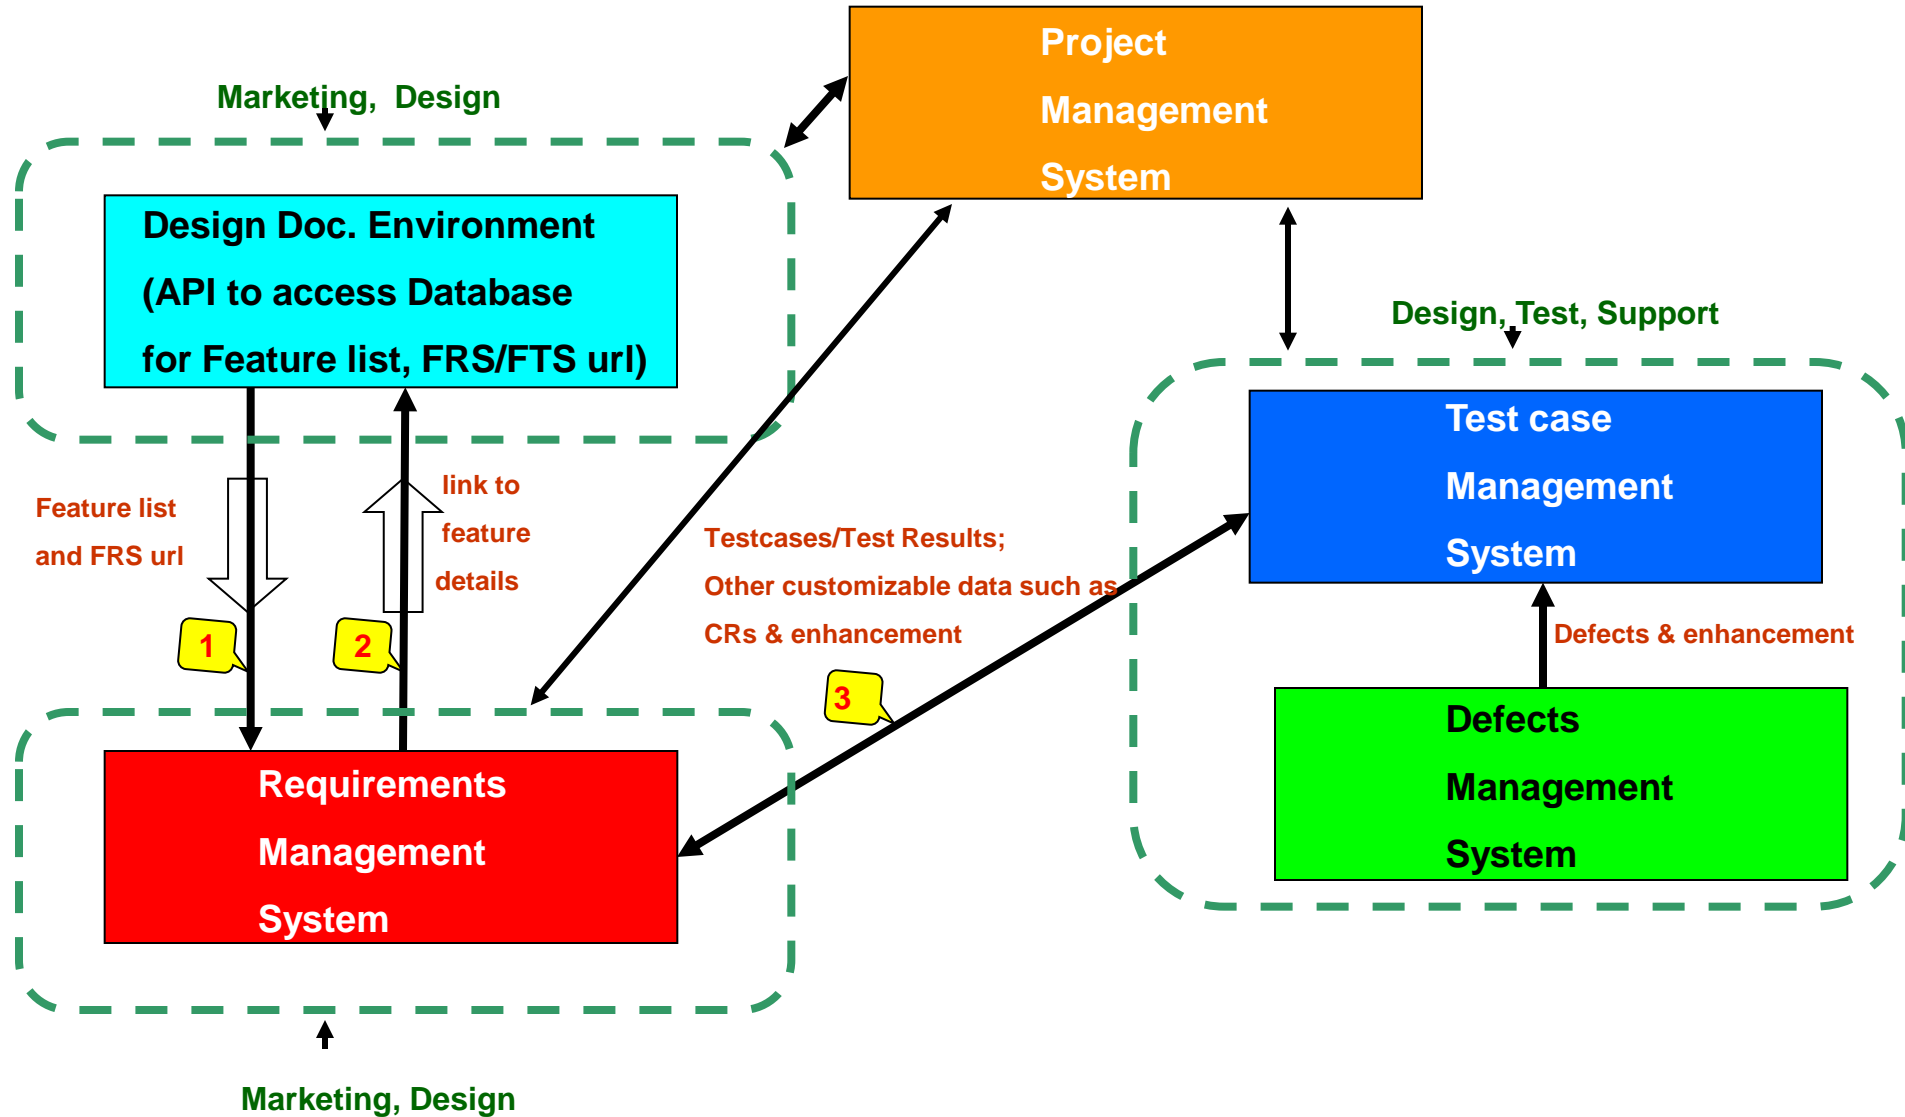 Project
Management
System
Marketing,  Design
Design Doc. Environment
(API to access Database
for Feature list, FRS/FTS url)
Design, Test, Support
Test case
Management
System
link to
feature
details
Feature list
and FRS url
Testcases/Test Results;
Other customizable data such as
CRs & enhancement
1
2
3
Defects & enhancement
Defects
Management
System
Requirements
Management
System
Marketing, Design